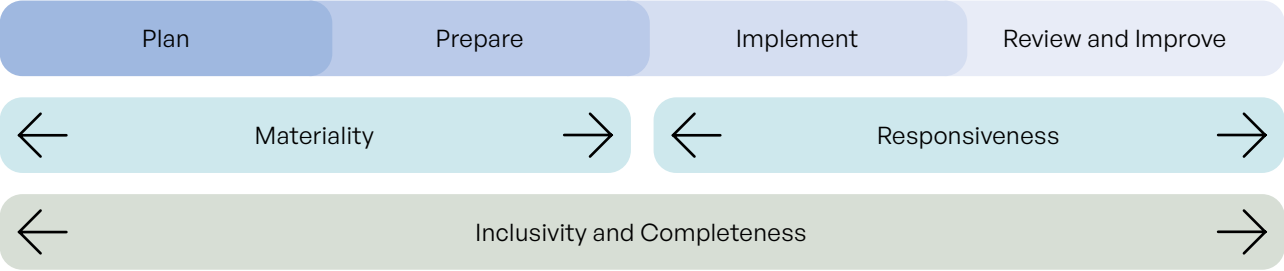 Plan
Prepare
Implement
Review and Improve
Materiality
Responsiveness
Inclusivity and Completeness